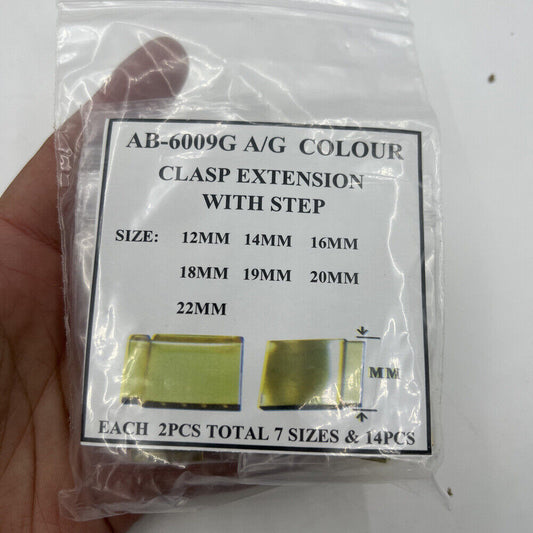 AB-6009G A/G COLOUR
CLASP EXTENSION
WITH STEP
SIZE: 12MM 14MM 16MM
18MM 19MM 20MM
22MM
MM
EACH 2PCS TOTAL 7 SIZES & 14PCS